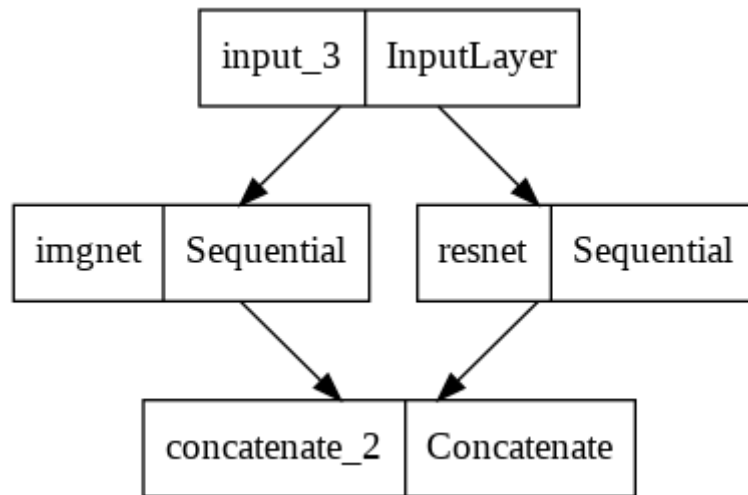 input_3 InputLayer
imgnet Sequential resnet Sequential
concatenate_2 Concatenate